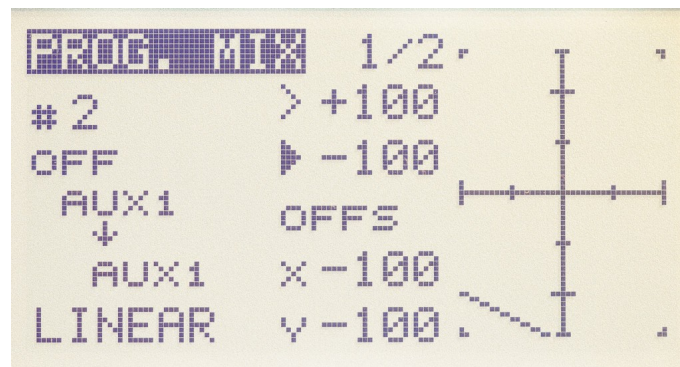 PROG. MIX 1/2
#2
OFF
AUX1
↓
AUX1
LINEAR
> +100
▶ -100
OFFS
X -100
Y -100